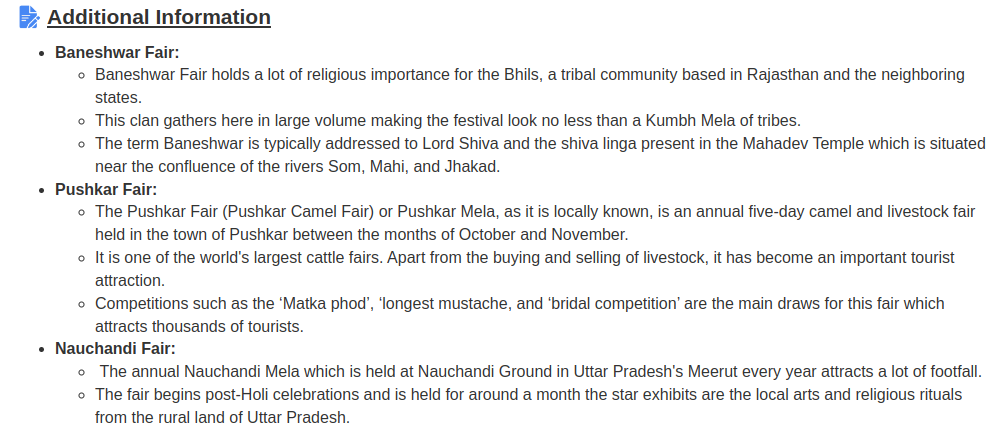 Additional Information
Baneshwar Fair:
Baneshwar Fair holds a lot of religious importance for the Bhils, a tribal community based in Rajasthan and the neighboring
states.
This clan gathers here in large volume making the festival look no less than a Kumbh Mela of tribes.
The term Baneshwar is typically addressed to Lord Shiva and the shiva linga present in the Mahadev Temple which is situated
near the confluence of the rivers Som, Mahi, and Jhakad.
Pushkar Fair:
The Pushkar Fair (Pushkar Camel Fair) or Pushkar Mela, as it is locally known, is an annual five-day camel and livestock fair
held in the town of Pushkar between the months of October and November.
It is one of the world's largest cattle fairs. Apart from the buying and selling of livestock, it has become an important tourist
attraction.
Competitions such as the ‘Matka phod’, ‘longest mustache, and ‘bridal competition’ are the main draws for this fair which
attracts thousands of tourists.
Nauchandi Fair:
The annual Nauchandi Mela which is held at Nauchandi Ground in Uttar Pradesh's Meerut every year attracts a lot of footfall.
The fair begins post-Holi celebrations and is held for around a month the star exhibits are the local arts and religious rituals
from the rural land of Uttar Pradesh.